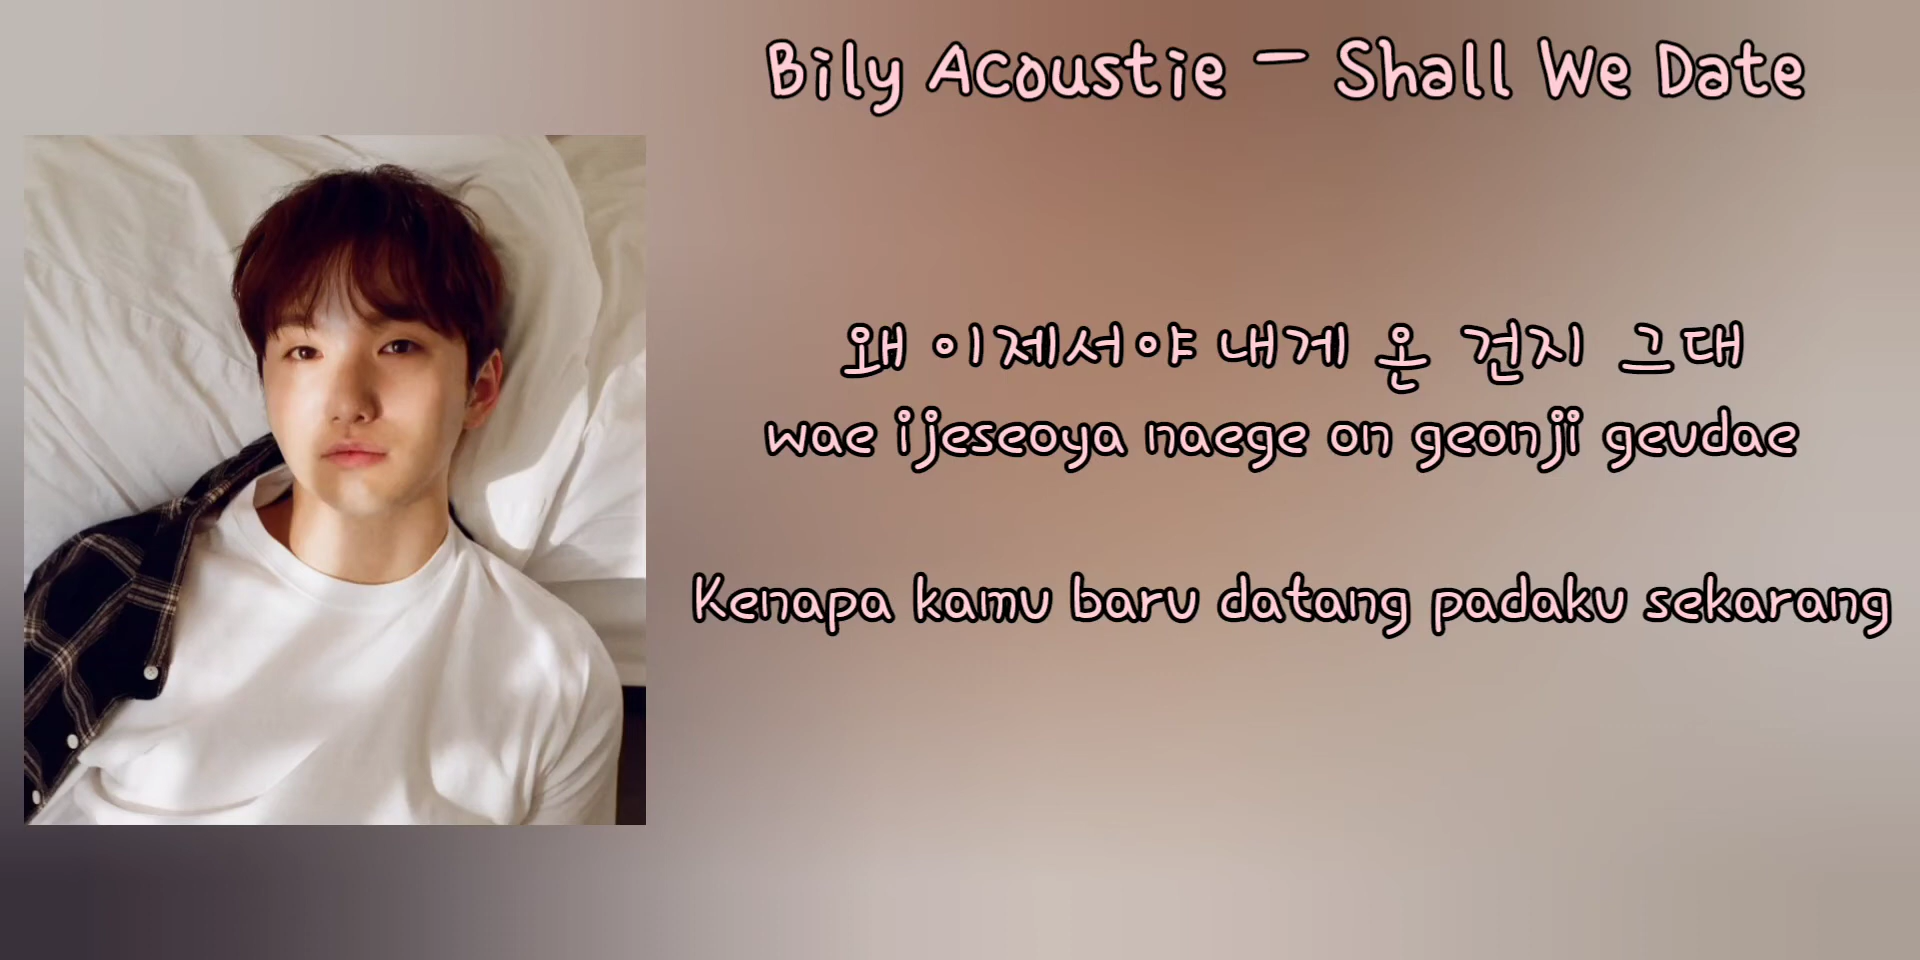 Bily Acoustie - Shall We Date
왜 이제서야 내게 온 건지 그대
wae ijeseoya naege on geonji geudae
Kenapa kamu baru datang padaku sekarang